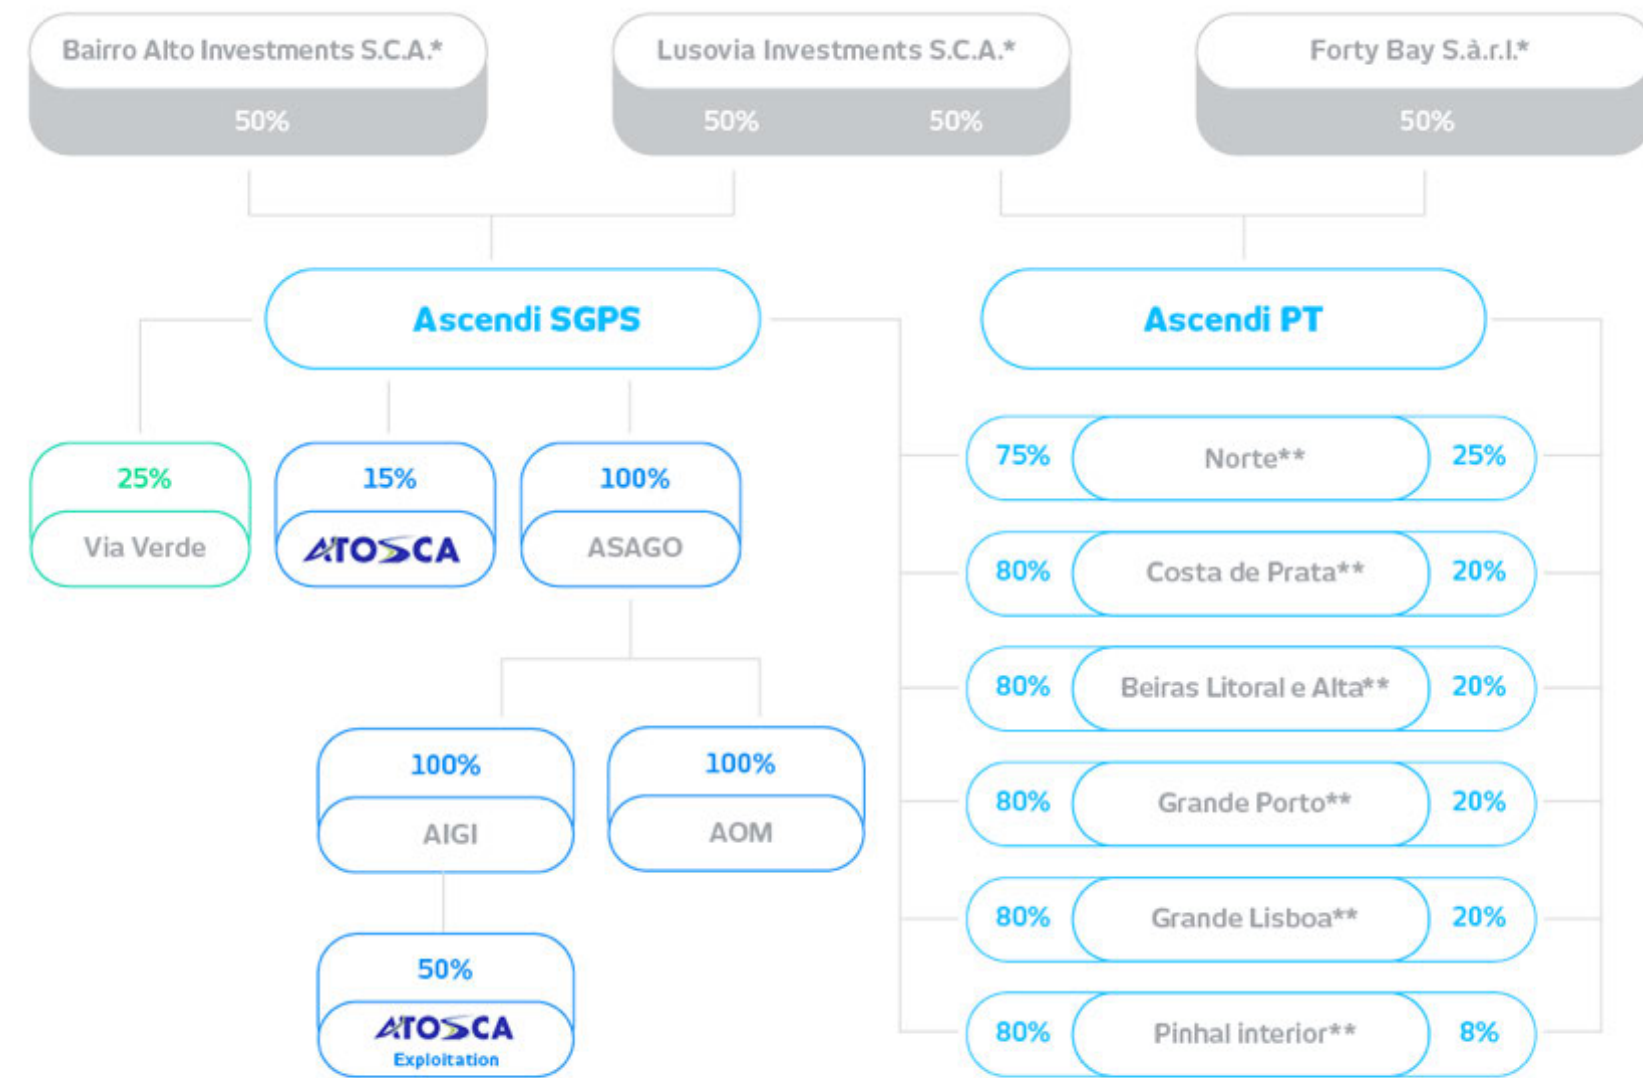 Bairro Alto Investments S.C.A.*
50%
Lusovia Investments S.C.A.*
50% 50%
Forty Bay S.à.r.l.*
50%
Ascendi SGPS
Ascendi PT
25%
Via Verde
15%
ATOSCA
100%
ASAGO
100%
AIGI
100%
AOM
50%
ATOSCA
Exploitation
75% Norte** 25%
80% Costa de Prata** 20%
80% Beiras Litoral e Alta** 20%
80% Grande Porto** 20%
80% Grande Lisboa** 20%
80% Pinhal interior** 8%